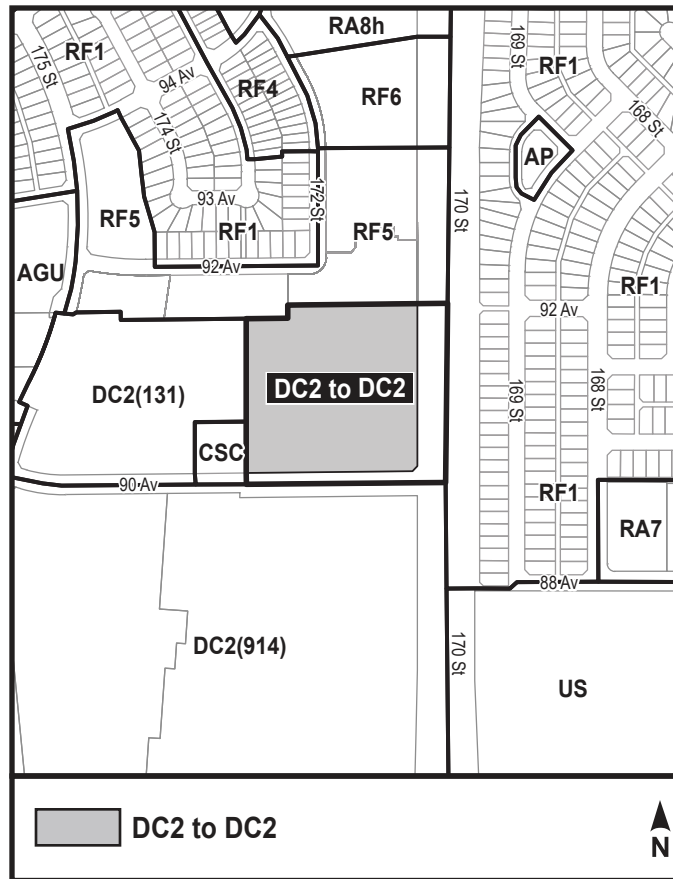 RA8h
175 St
RF1
169 St
RF1
94 Av
RF4
RF6
168 St
174 St
AP
93 Av
172 St
RF5
RF1
RF5
170 St
92 Av
AGU
RF1
92 Av
DC2(131)
DC2 to DC2
169 St
168 St
CSC
90 Av
RF1
RA7
88 Av
DC2(914)
170 St
US
DC2 to DC2
N